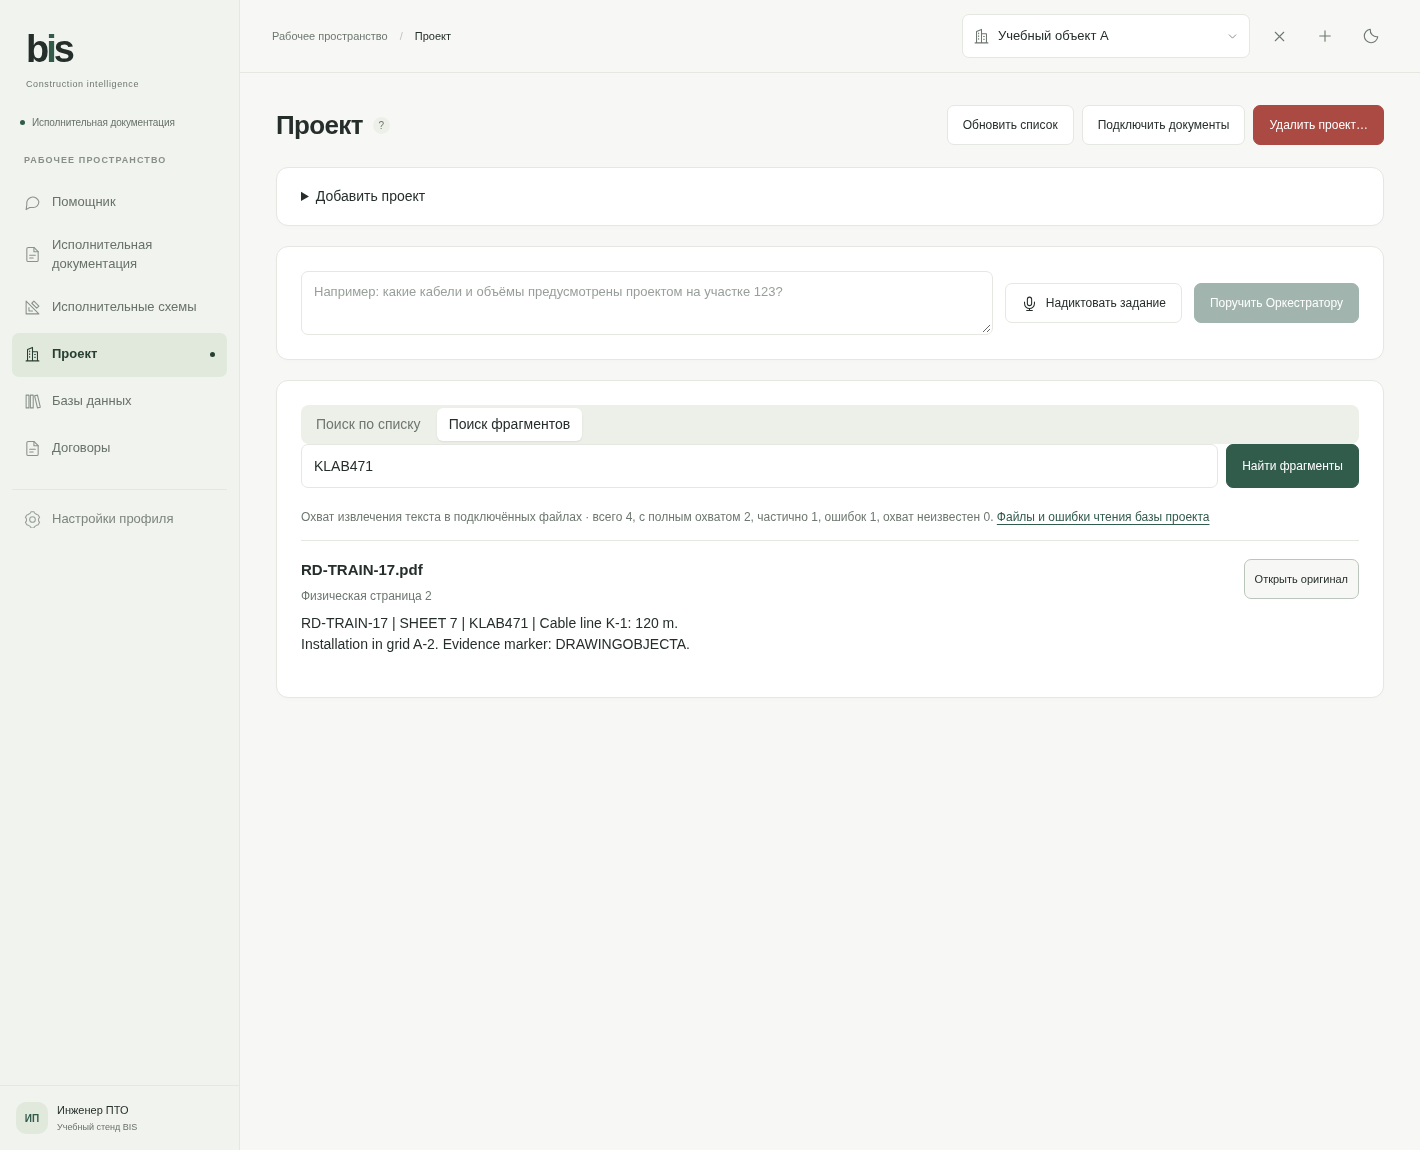 bis
Construction intelligence
Исполнительная документация
РАБОЧЕЕ ПРОСТРАНСТВО
Помощник
Исполнительная
документация
Исполнительные схемы
Проект
Базы данных
Договоры
Настройки профиля
ИП
Инженер ПТО
Учебный стенд BIS
Рабочее пространство / Проект
Учебный объект А
Проект ?
Обновить список
Подключить документы
Удалить проект…
Добавить проект
Например: какие кабели и объёмы предусмотрены проектом на участке 123?
Надиктовать задание
Поручить Оркестратору
Поиск по списку
Поиск фрагментов
KLAB471
Найти фрагменты
Охват извлечения текста в подключённых файлах · всего 4, с полным охватом 2, частично 1, ошибок 1, охват неизвестен 0. Файлы и ошибки чтения базы проекта
RD-TRAIN-17.pdf
Открыть оригинал
Физическая страница 2
RD-TRAIN-17 | SHEET 7 | KLAB471 | Cable line K-1: 120 m.
Installation in grid A-2. Evidence marker: DRAWINGOBJECTA.